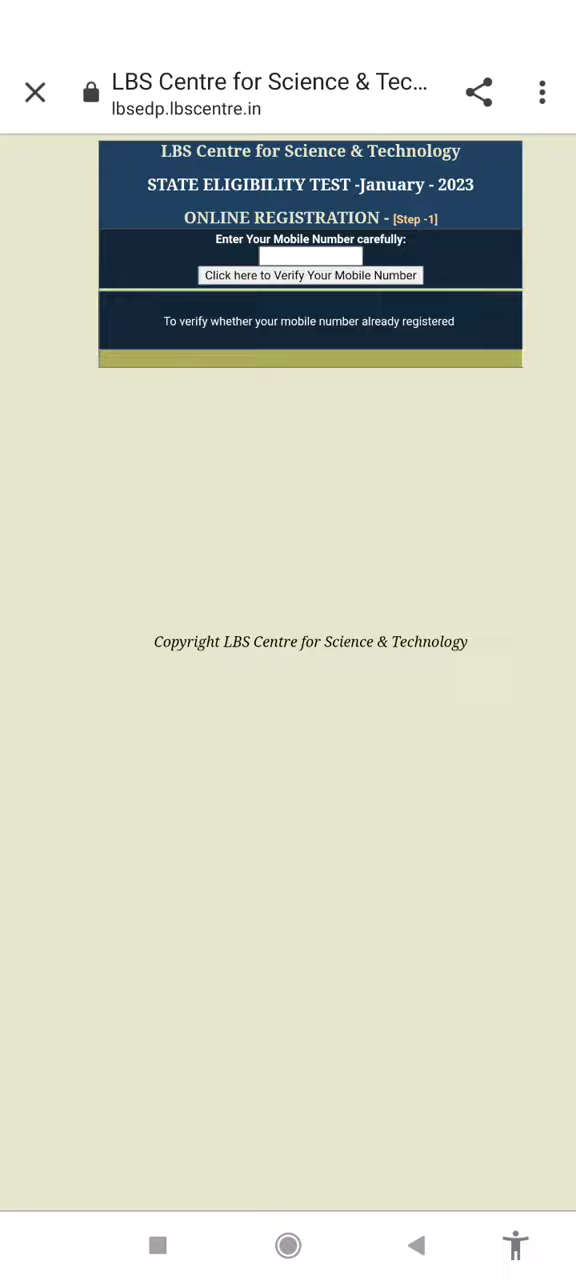 LBS Centre for Science & Tec...
lbsedp.lbscentre.in
LBS Centre for Science & Technology
STATE ELIGIBILITY TEST -January - 2023
ONLINE REGISTRATION - [Step -1]
Enter Your Mobile Number carefully:
Click here to Verify Your Mobile Number
To verify whether your mobile number already registered
Copyright LBS Centre for Science & Technology